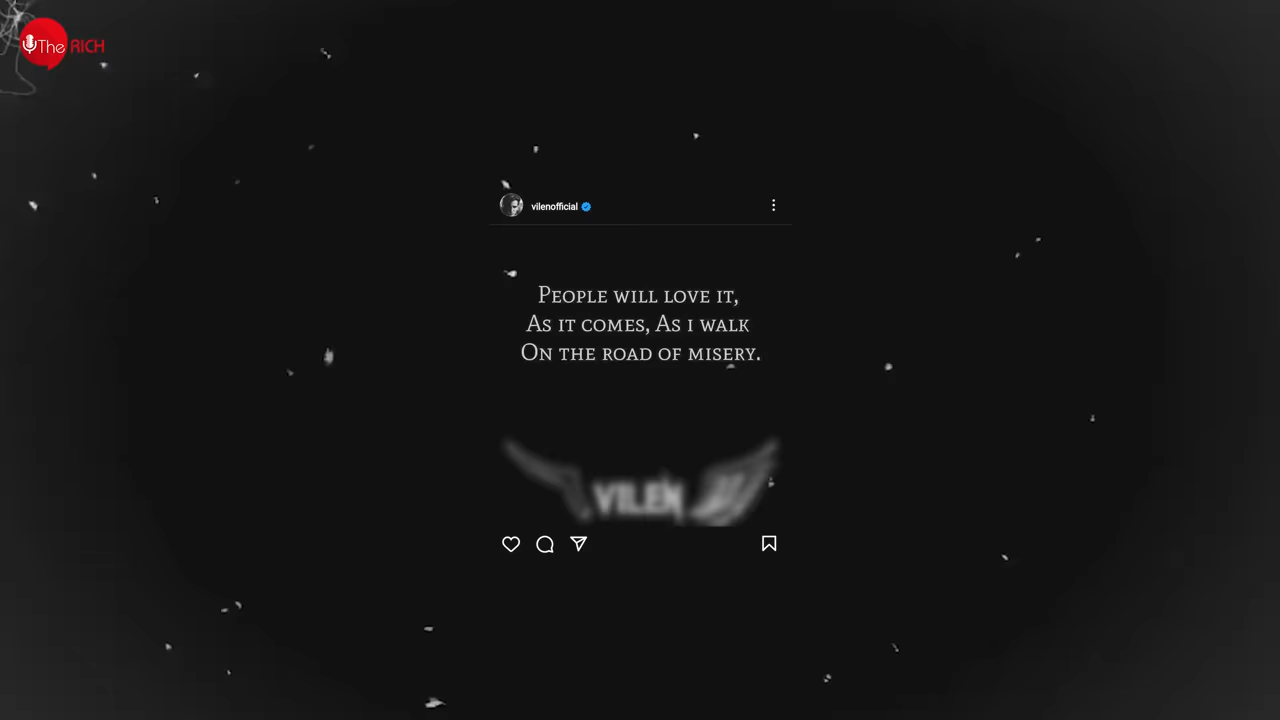 The RICH
vilenofficial
People will love it,
As it comes, As i walk
On the road of misery.
VILEN